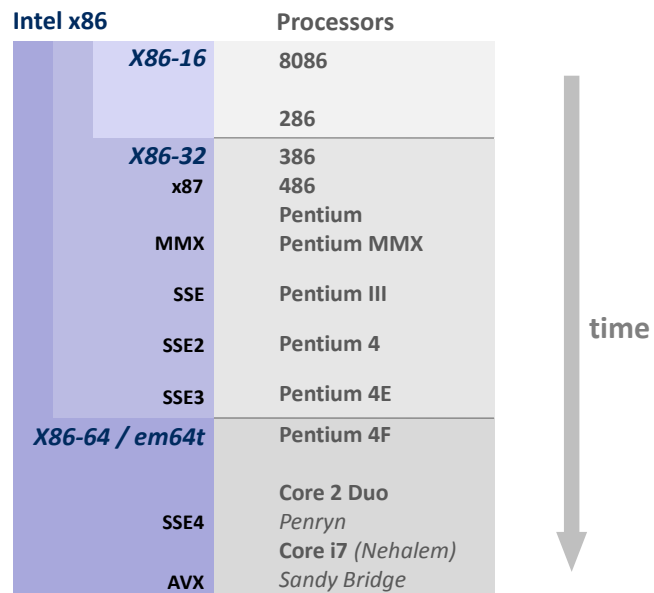 Intel x86 Processors
X86-16 8086
286
X86-32 386
x87 486
Pentium
MMX Pentium MMX
SSE Pentium III
time
SSE2 Pentium 4
SSE3 Pentium 4E
X86-64 / em64t Pentium 4F
Core 2 Duo
SSE4 Penryn
Core i7 (Nehalem)
AVX Sandy Bridge